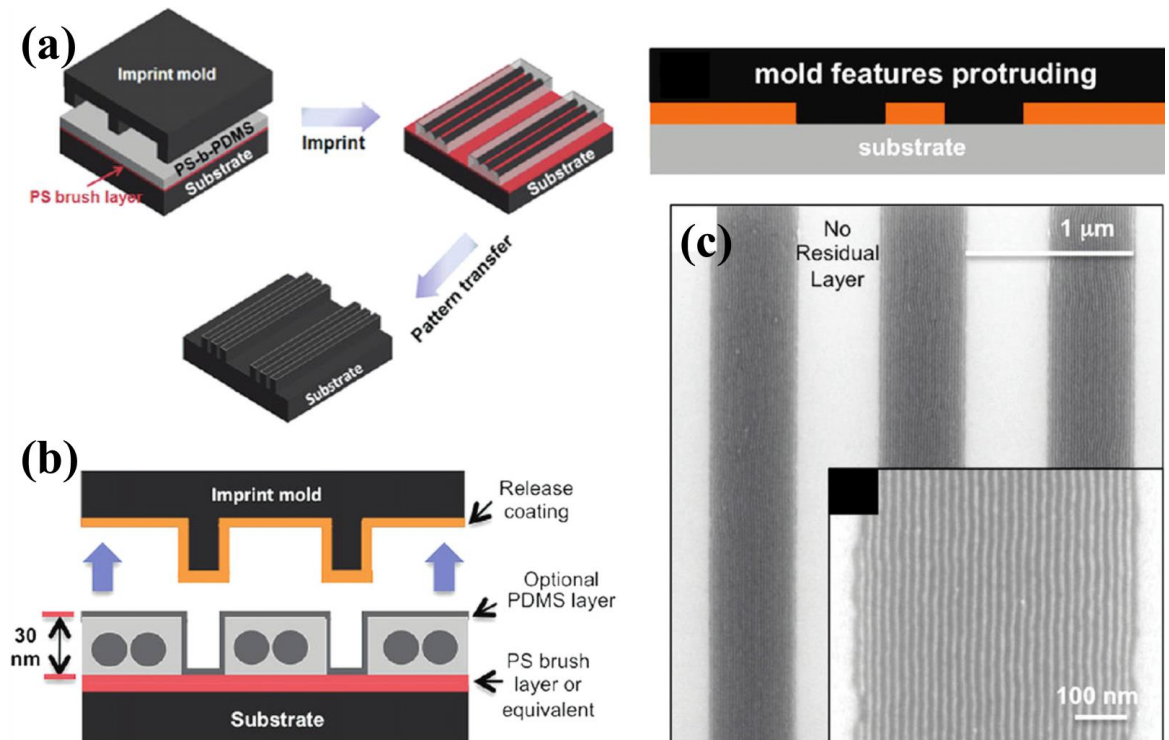 (a)
Imprint mold
PS-b-PDMS
Substrate
PS brush layer
Imprint
Substrate
Pattern transfer
Substrate
mold features protruding
substrate
(b)
Imprint mold
Release
coating
Optional
PDMS layer
30
nm
PS brush
layer or
equivalent
Substrate
(c)
No
Residual
Layer
1 μm
100 nm